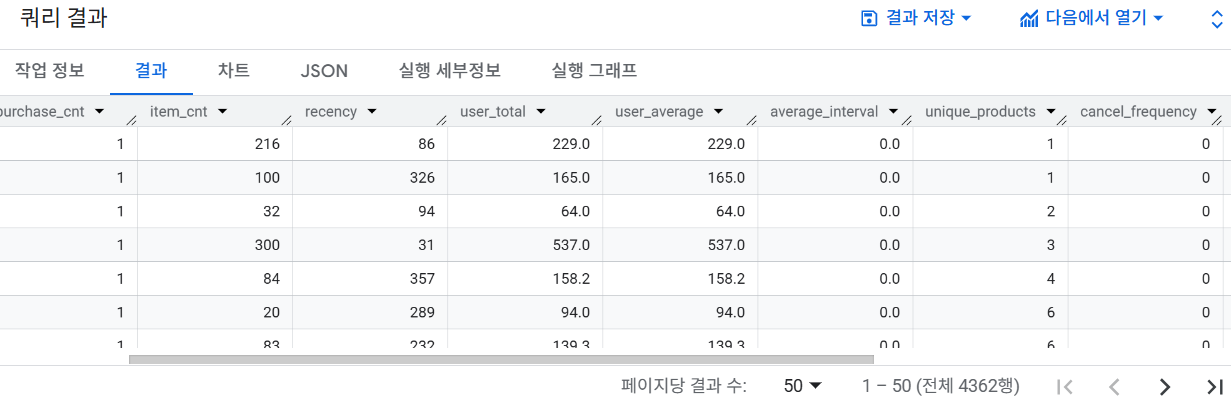 쿼리 결과
결과 저장 다음에서 열기
작업 정보 결과 차트 JSON 실행 세부정보 실행 그래프
item_cnt recency user_total user_average average_interval unique_products cancel_frequency
1 216 86 229.0 229.0 0.0 1 0
1 100 326 165.0 165.0 0.0 1 0
1 32 94 64.0 64.0 0.0 2 0
1 300 31 537.0 537.0 0.0 3 0
1 84 357 158.2 158.2 0.0 4 0
1 20 289 94.0 94.0 0.0 6 0
1 83 232 139.3 139.3 0.0 6 0
페이지당 결과 수: 50 1 – 50 (전체 4362행)